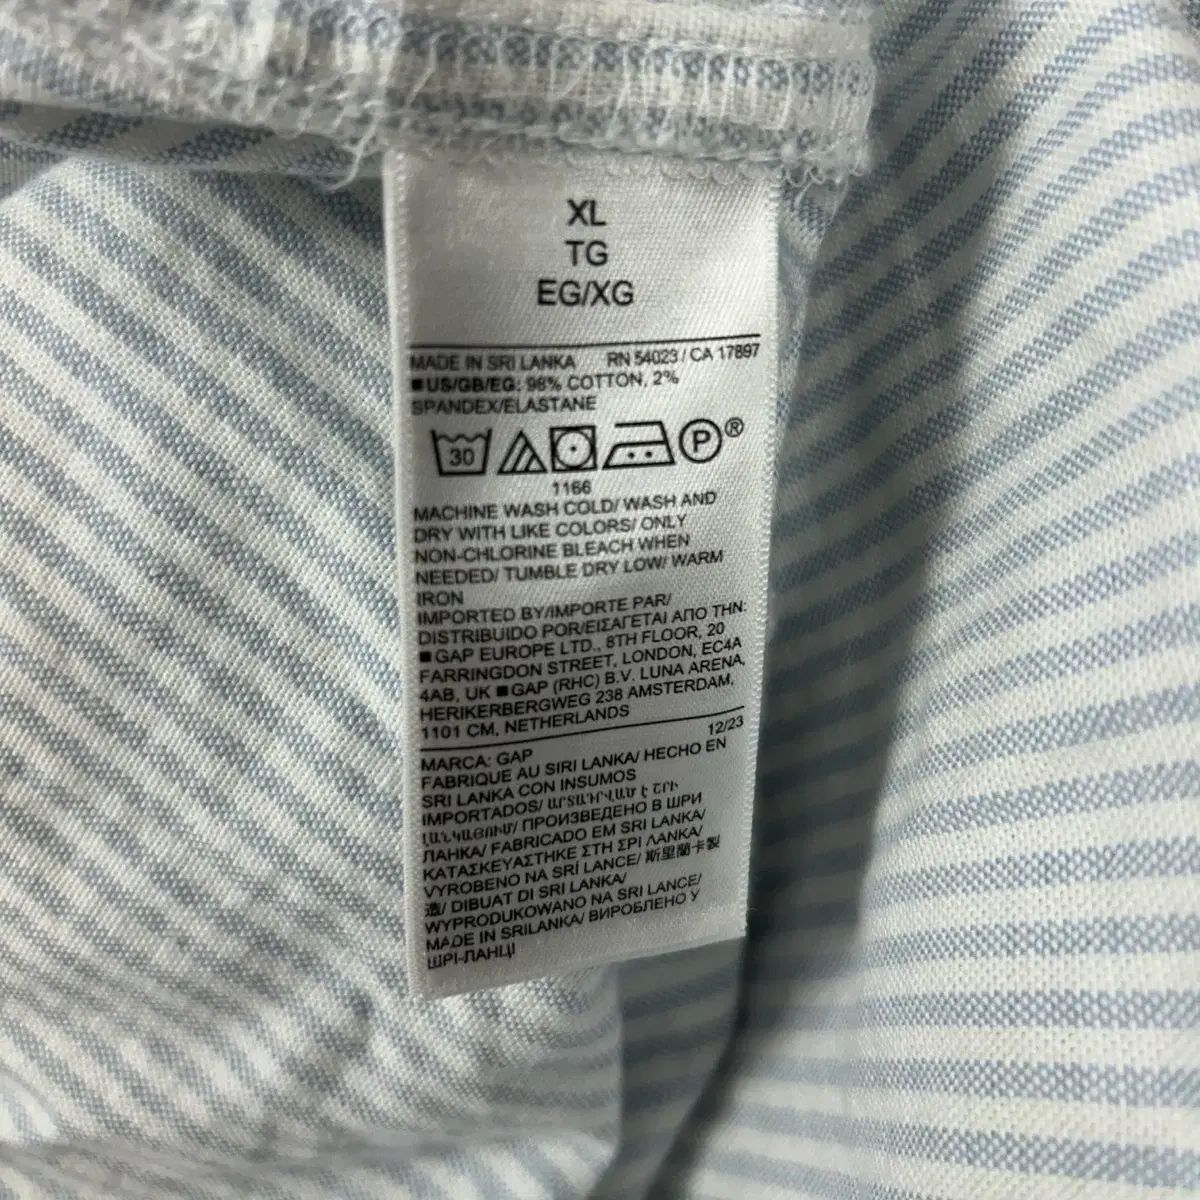 XL
TG
EG/XG
MADE IN SRI LANKA RN 54023 / CA 17897
■US/GB/EG: 98% COTTON, 2%
SPANDEX/ELASTANE
30 P ®
1166
MACHINE WASH COLD/ WASH AND
DRY WITH LIKE COLORS/ ONLY
NON-CHLORINE BLEACH WHEN
NEEDED/ TUMBLE DRY LOW/ WARM
IRON
IMPORTED BY/IMPORTE PAR/
DISTRIBUIDO POR/ΕΙΣΑΓΕΤΑΙ ΑΠΟ ΤΗΝ:
■GAP EUROPE LTD., 8TH FLOOR, 20
FARRINGDON STREET, LONDON, EC4A
4AB, UK ■GAP (RHC) B.V. LUNA ARENA,
HERIKERBERGWEG 238 AMSTERDAM,
1101 CM, NETHERLANDS
12/23
MARCA: GAP
FABRIQUE AU SIRI LANKA/ HECHO EN
SRI LANKA CON INSUMOS
IMPORTADOS/ ԱՐՏԱԴՐՎԱԾ Է ՇՐԻ
ԼԱՆԿԱՅՈՒՄ/ ПРОИЗВЕДЕНО В ШРИ
ЛАНКА/ FABRICADO EM SRI LANKA/
ΚΑΤΑΣΚΕΥΑΣΤΗΚΕ ΣΤΗ ΣΡΙ ΛΑΝΚΑ/
VYROBENO NA SRÍ LANCE/ 斯里蘭卡製
造/ DIBUAT DI SRI LANKA/
WYPRODUKOWANO NA SRI LANCE/
MADE IN SRILANKA/ ВИРОБЛЕНО У
ШРІ-ЛАНЦІ